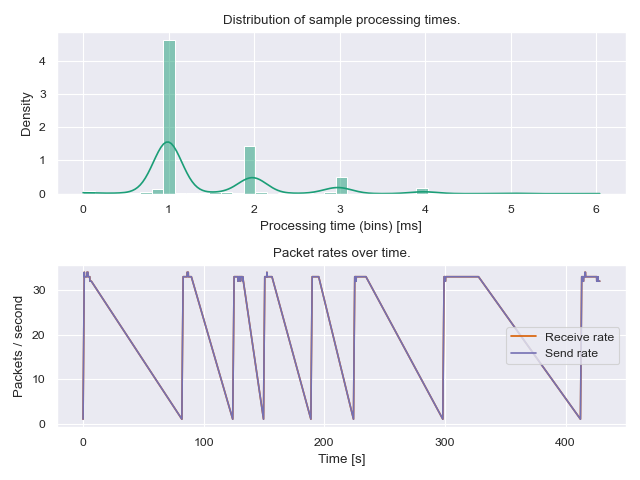 Distribution of sample processing times.
4
3
2
1
0
Density
0 1 2 3 4 5 6
Processing time (bins) [ms]
Packet rates over time.
30
20
10
0
Packets / second
Receive rate
Send rate
0 100 200 300 400
Time [s]